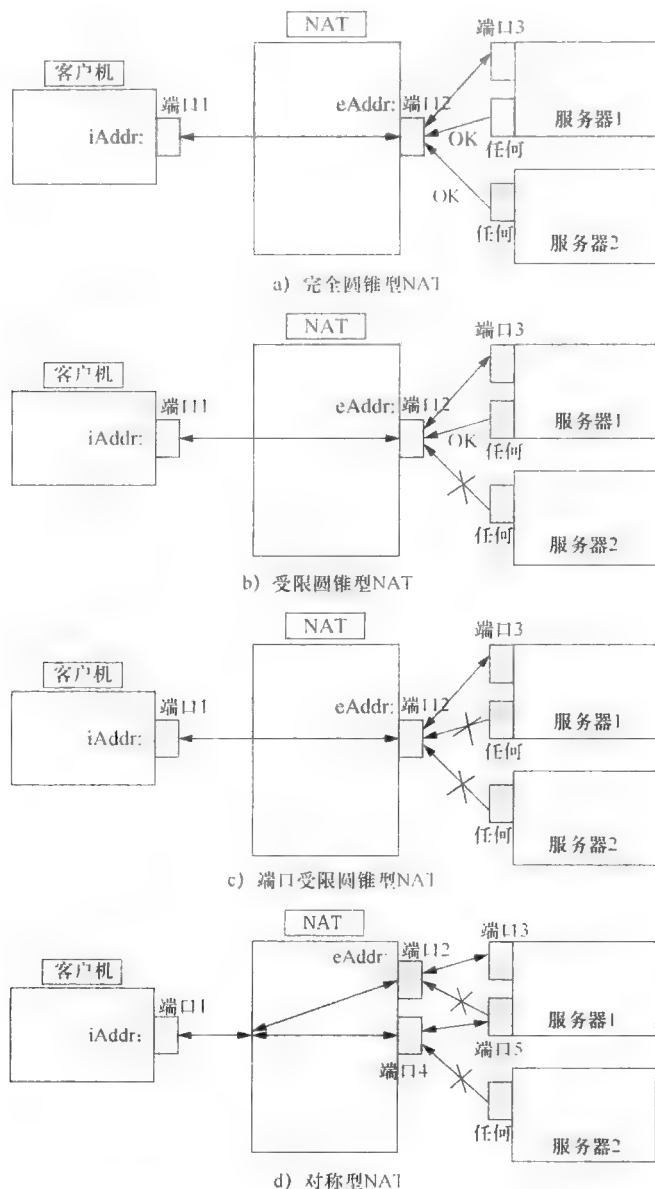 NAT
端口3
客户机
端口1
eAddr:
端口2
iAddr:
服务器1
OK
任何
OK
任何
服务器2
a) 完全圆锥型NAT
NAT
端口3
客户机
端口1
eAddr:
端口2
iAddr:
服务器1
OK
任何
任何
服务器2
b) 受限圆锥型NAT
NAT
端口3
客户机
端口1
eAddr:
端口2
iAddr:
服务器1
任何
任何
服务器2
c) 端口受限圆锥型NAT
NAT
端口3
eAddr:
端口2
客户机
端口1
iAddr:
服务器1
端口4
端口5
任何
服务器2
d) 对称型NAT